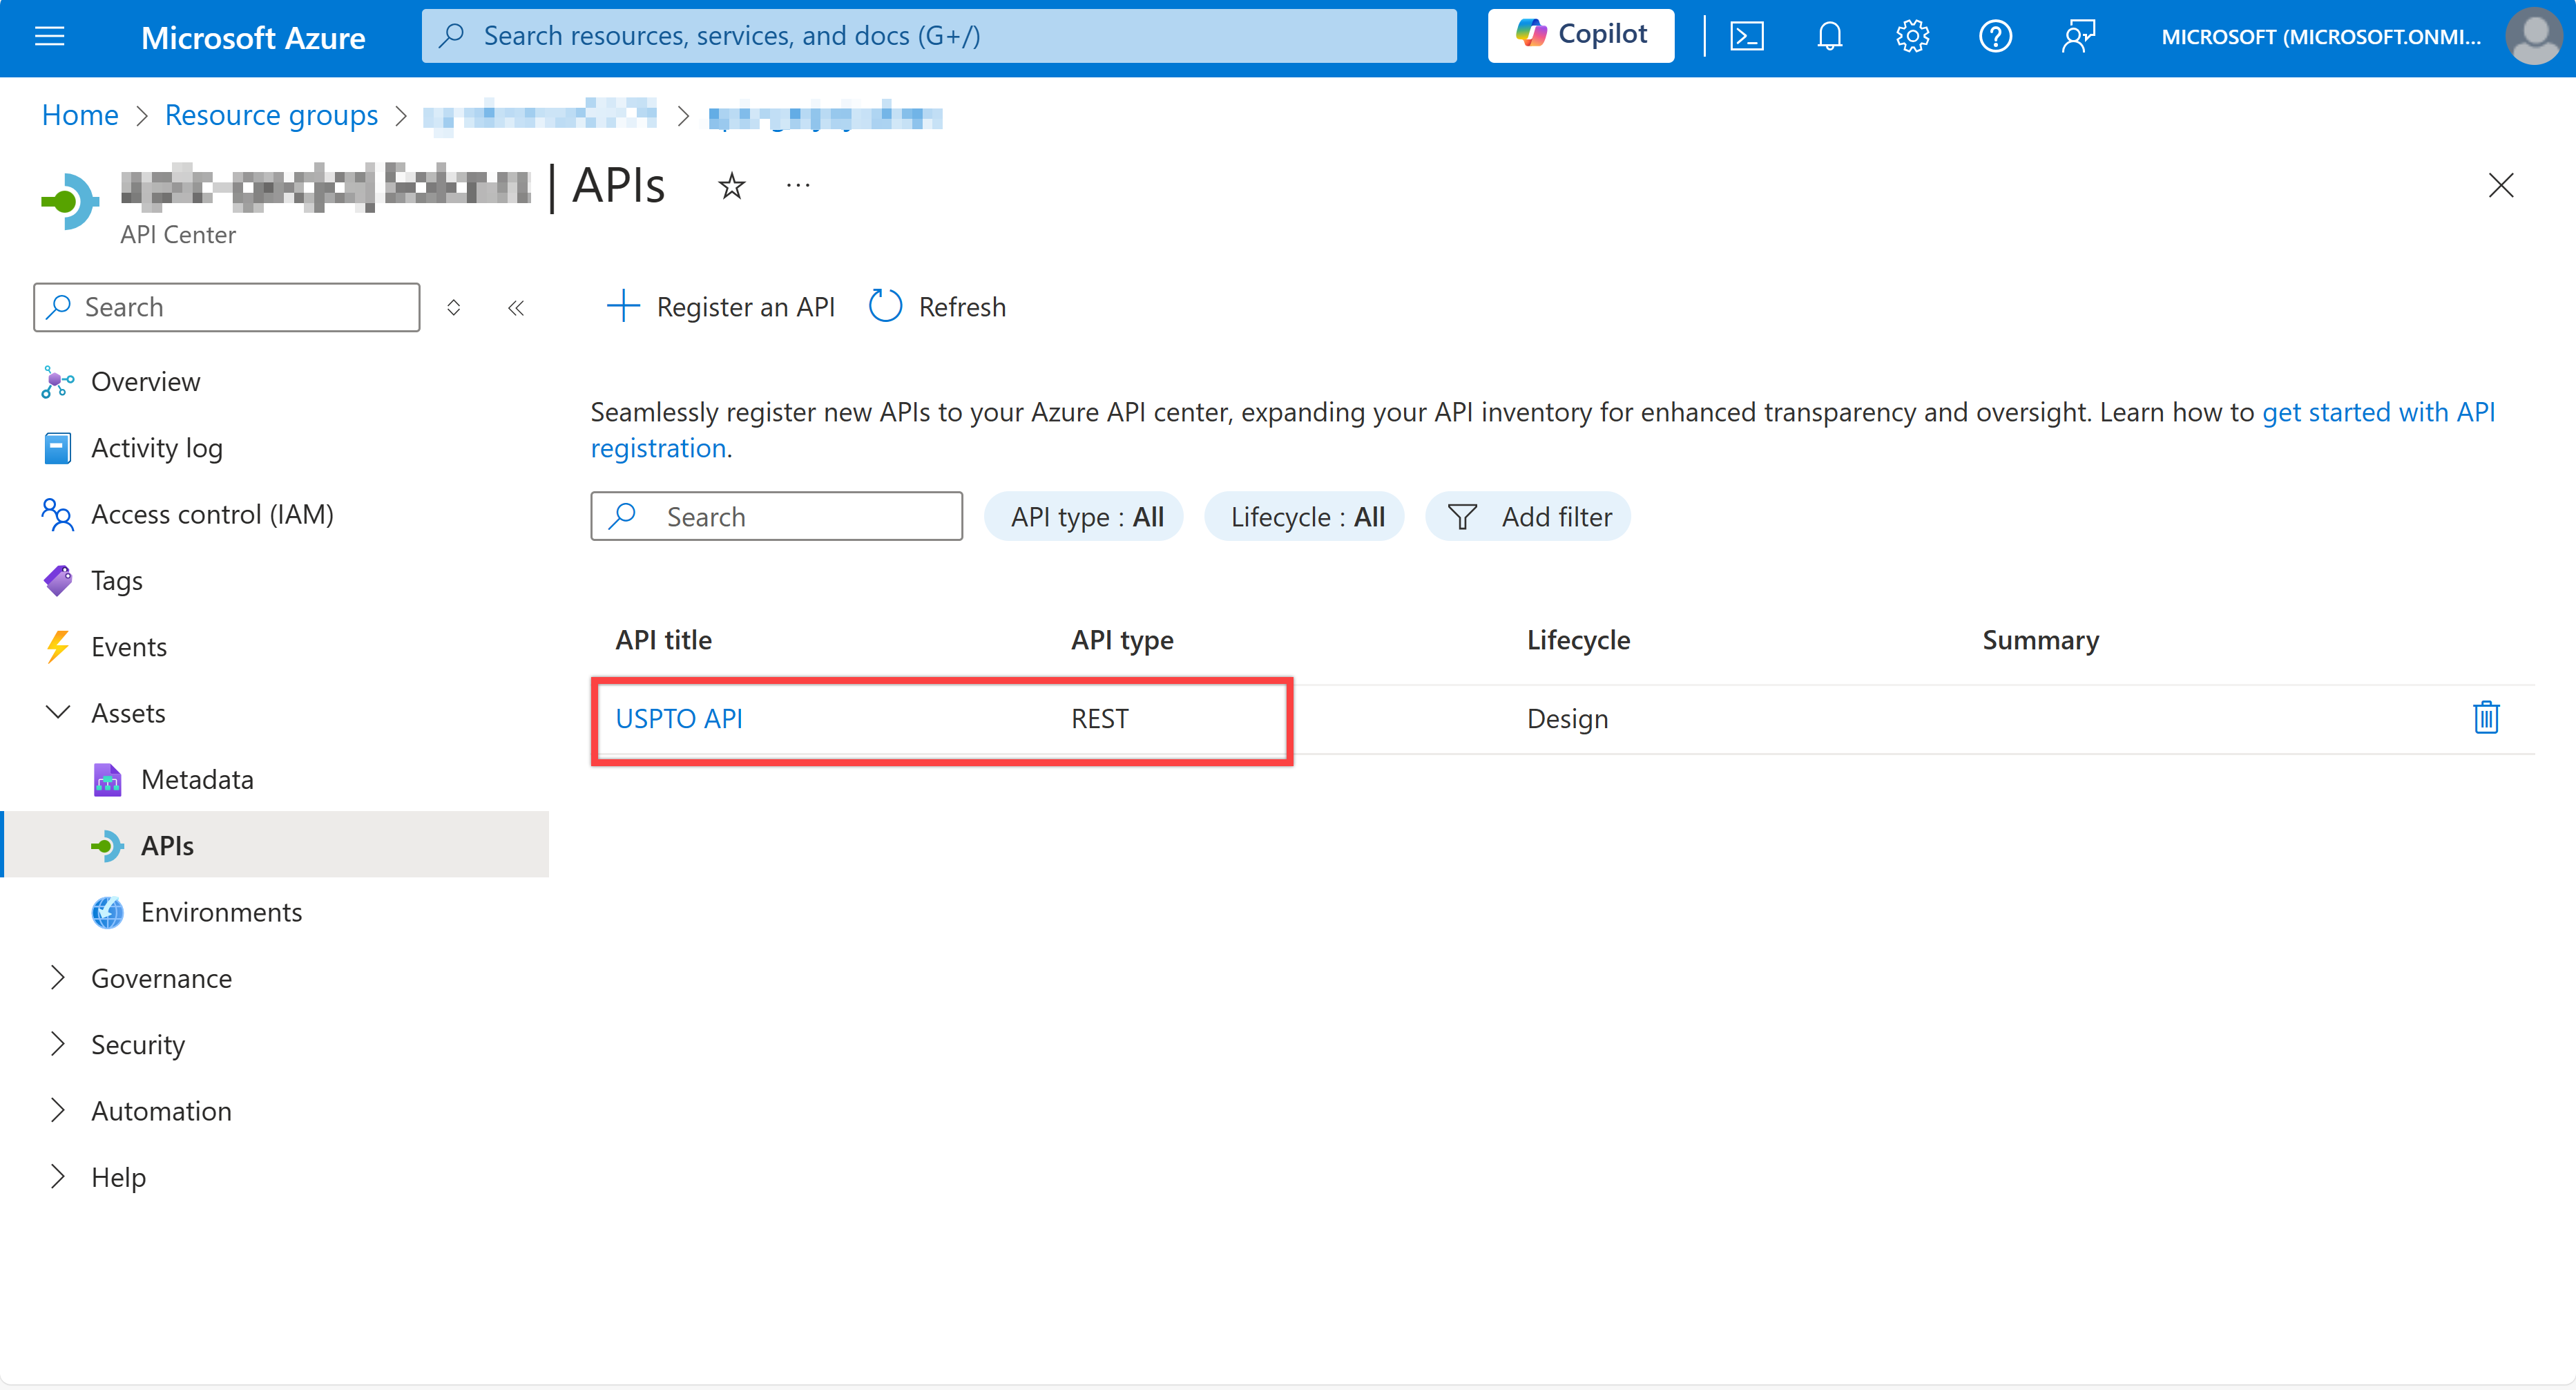 Microsoft Azure
Search resources, services, and docs (G+/)
Copilot
MICROSOFT (MICROSOFT.ONMI...
Home > Resource groups > >
| APIs
API Center
Search
Register an API
Refresh
Overview
Activity log
Access control (IAM)
Tags
Events
Assets
Metadata
APIs
Environments
Governance
Security
Automation
Help
Seamlessly register new APIs to your Azure API center, expanding your API inventory for enhanced transparency and oversight. Learn how to get started with API
registration.
Search
API type : All
Lifecycle : All
Add filter
API title API type Lifecycle Summary
USPTO API REST Design